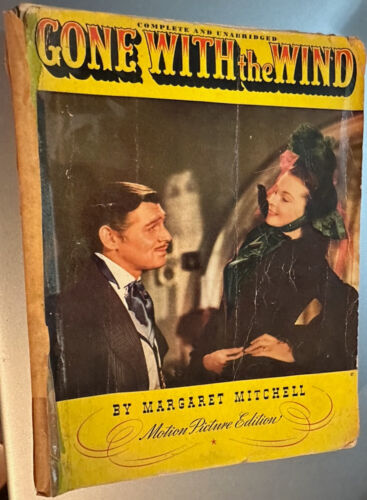 COMPLETE AND UNABRIDGED
GONE WITH the WIND
BY MARGARET MITCHELL
Motion Picture Edition